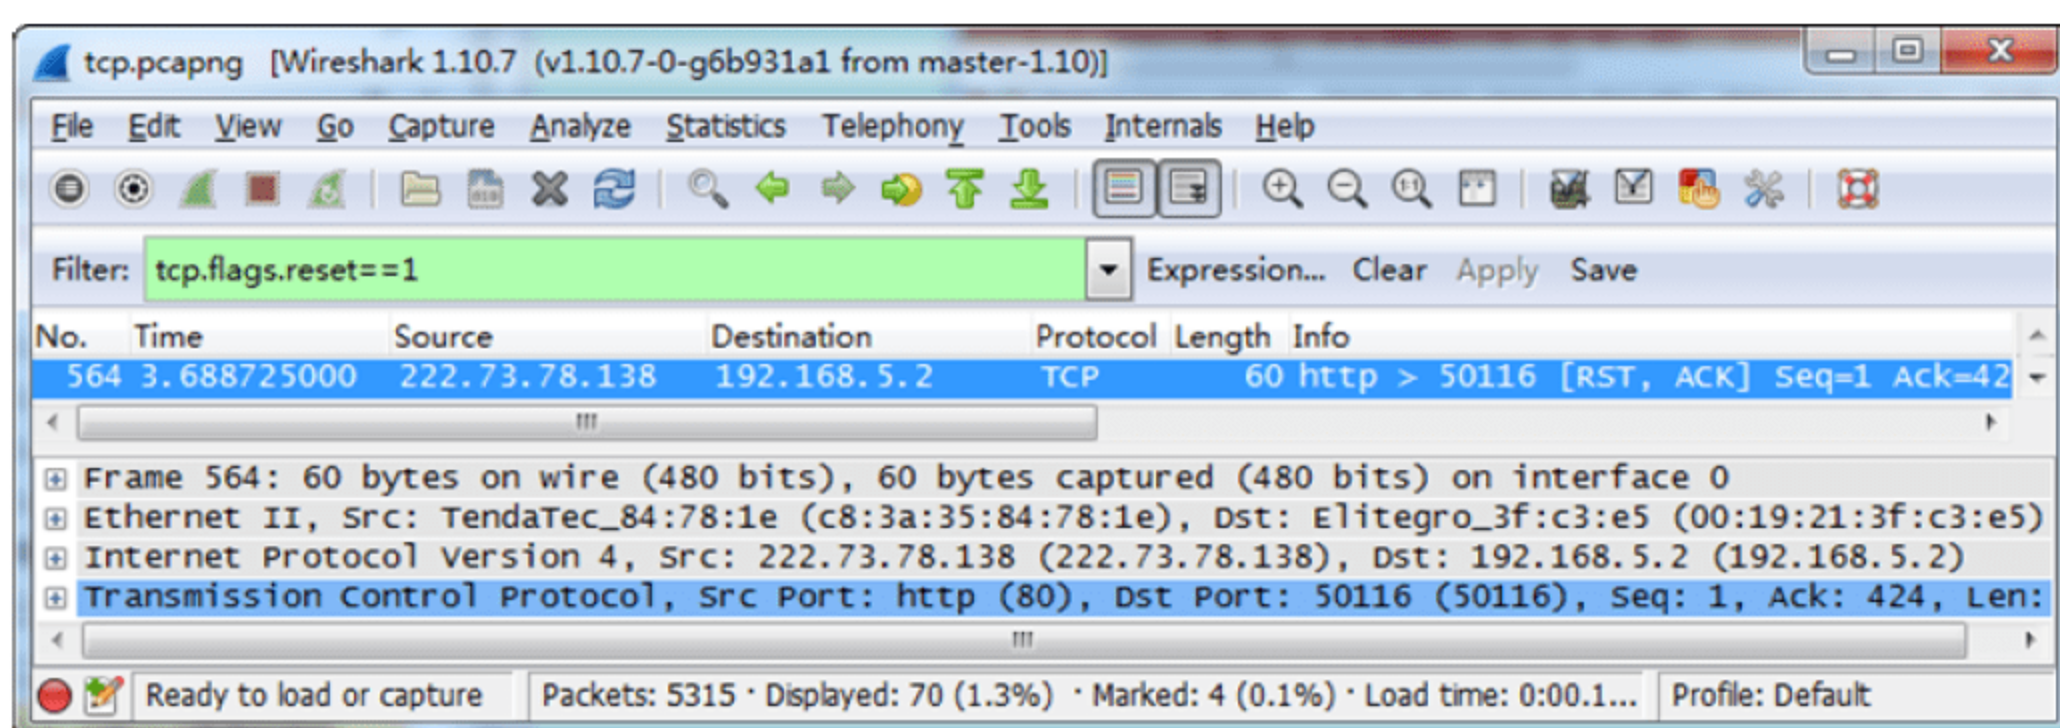 tcp.pcapng [Wireshark 1.10.7 (v1.10.7-0-g6b931a1 from master-1.10)]
File Edit View Go Capture Analyze Statistics Telephony Tools Internals Help
Filter: tcp.flags.reset==1 Expression... Clear Apply Save
No. Time Source Destination Protocol Length Info
564 3.688725000 222.73.78.138 192.168.5.2 TCP 60 http > 50116 [RST, ACK] Seq=1 Ack=42
Frame 564: 60 bytes on wire (480 bits), 60 bytes captured (480 bits) on interface 0
Ethernet II, Src: TendaTec_84:78:1e (c8:3a:35:84:78:1e), Dst: Elitegro_3f:c3:e5 (00:19:21:3f:c3:e5)
Internet Protocol Version 4, Src: 222.73.78.138 (222.73.78.138), Dst: 192.168.5.2 (192.168.5.2)
Transmission Control Protocol, Src Port: http (80), Dst Port: 50116 (50116), Seq: 1, Ack: 424, Len:
Ready to load or capture Packets: 5315 · Displayed: 70 (1.3%) · Marked: 4 (0.1%) · Load time: 0:00.1... Profile: Default